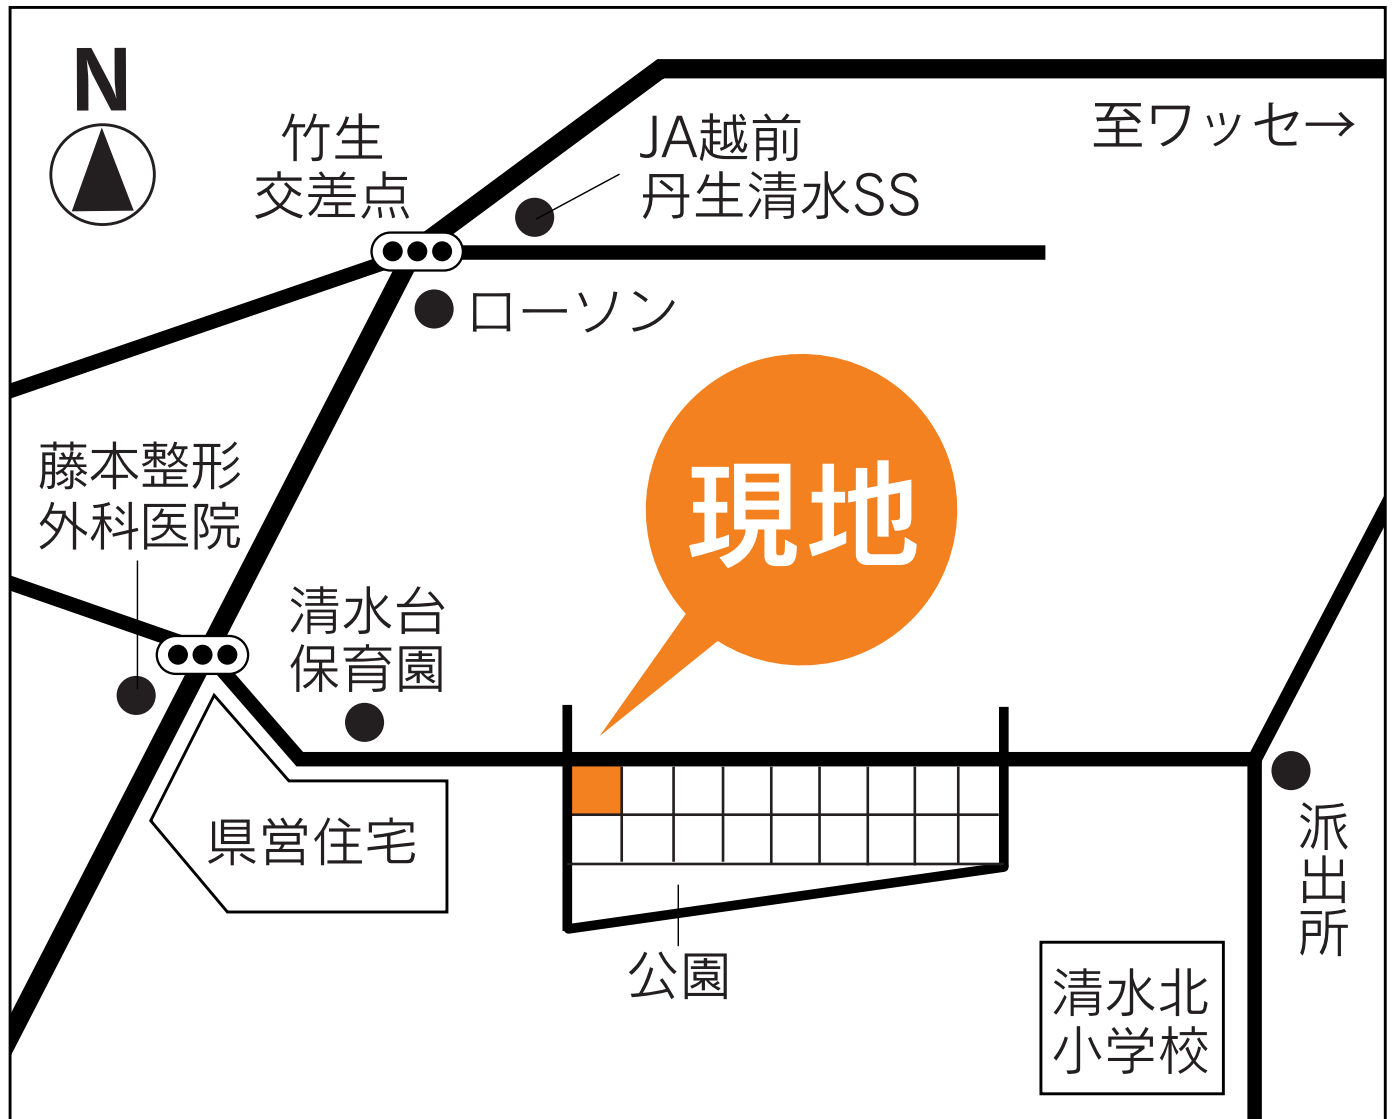 N
竹生
交差点
JA越前
丹生清水SS
至ワッセ→
ローソン
現地
藤本整形
外科医院
清水台
保育園
県営住宅
公園
派出所
清水北
小学校